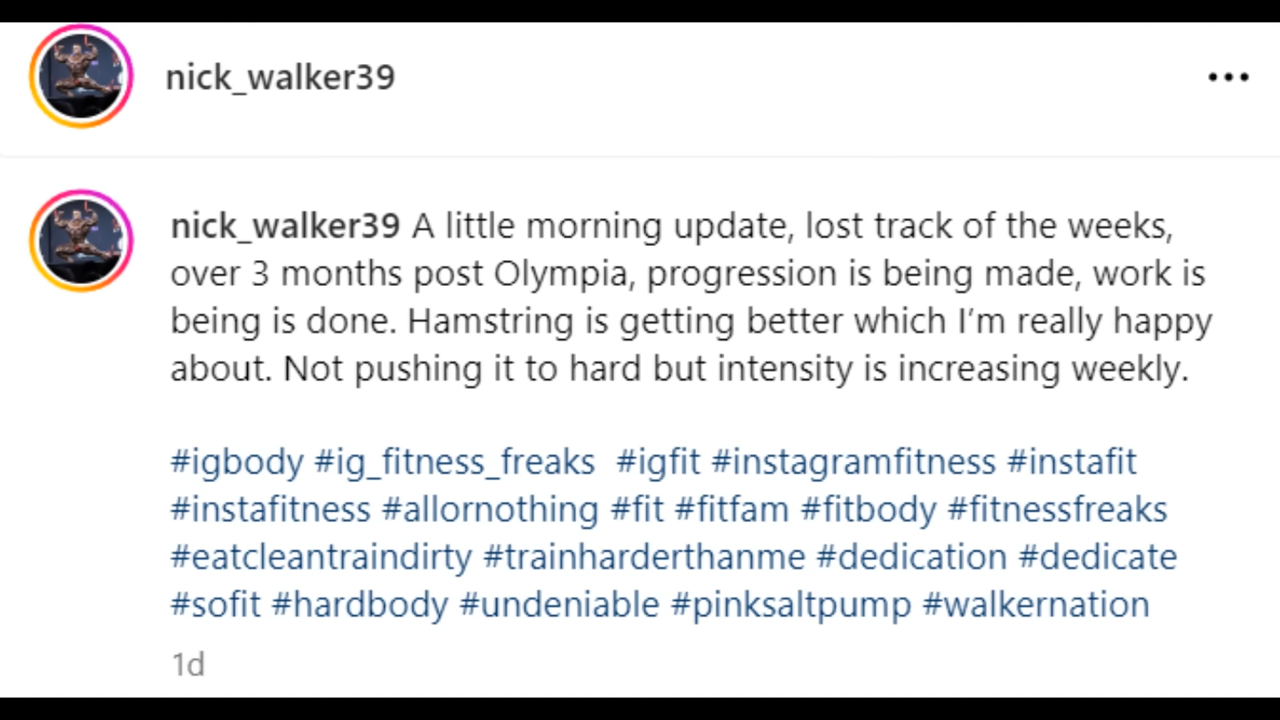 nick_walker39
nick_walker39 A little morning update, lost track of the weeks,
over 3 months post Olympia, progression is being made, work is
being is done. Hamstring is getting better which I’m really happy
about. Not pushing it to hard but intensity is increasing weekly.
#igbody #ig_fitness_freaks #igfit #instagramfitness #instafit
#instafitness #allornothing #fit #fitfam #fitbody #fitnessfreaks
#eatcleantraindirty #trainharderthanme #dedication #dedicate
#sofit #hardbody #undeniable #pinksaltpump #walkernation
1d